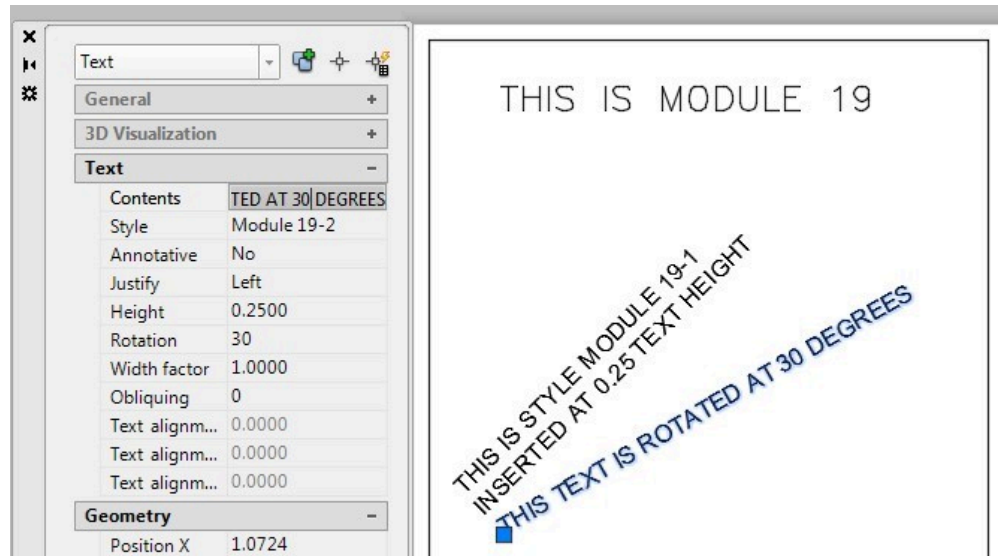 Text
General
3D Visualization
Text
Contents TED AT 30 DEGREES
Style Module 19-2
Annotative No
Justify Left
Height 0.2500
Rotation 30
Width factor 1.0000
Obliquing 0
Text alignm... 0.0000
Text alignm... 0.0000
Text alignm... 0.0000
Geometry
Position X 1.0724
THIS IS MODULE 19
THIS IS STYLE MODULE 19-1
INSERTED AT 0.25 TEXT HEIGHT
THIS TEXT IS ROTATED AT 30 DEGREES